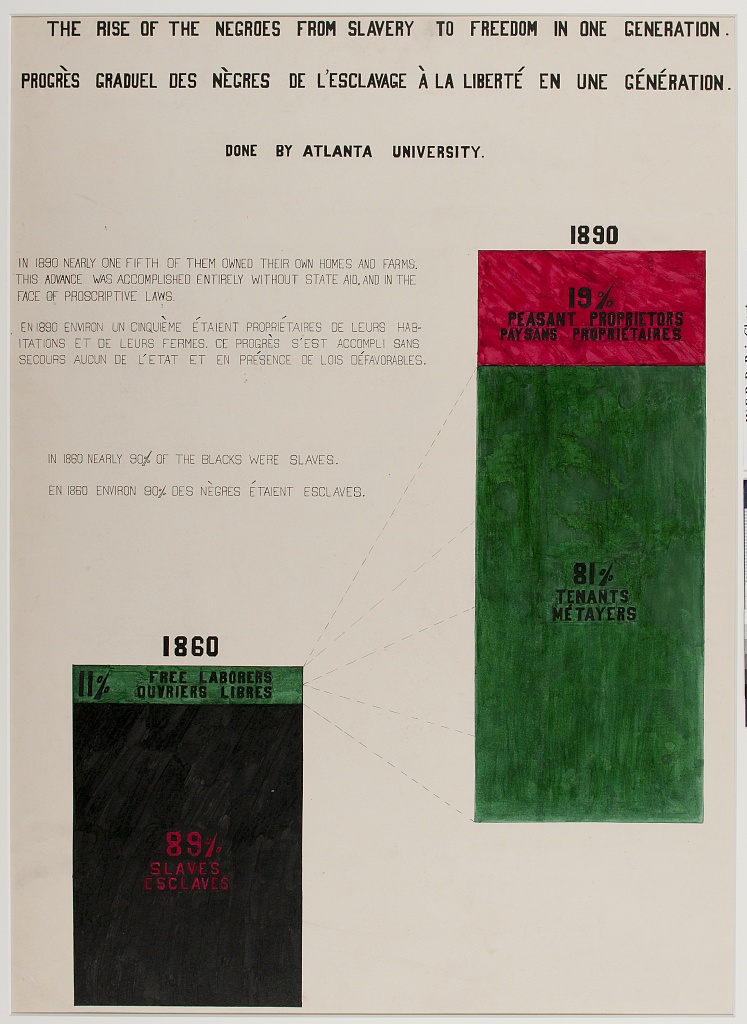 THE RISE OF THE NEGROES FROM SLAVERY TO FREEDOM IN ONE GENERATION.
PROGRÈS GRADUEL DES NÈGRES DE L'ESCLAVAGE À LA LIBERTÉ EN UNE GÉNÉRATION.
DONE BY ATLANTA UNIVERSITY.
IN 1890 NEARLY ONE FIFTH OF THEM OWNED THEIR OWN HOMES AND FARMS.
THIS ADVANCE WAS ACCOMPLISHED ENTIRELY WITHOUT STATE AID, AND IN THE
FACE OF PROSCRIPTIVE LAWS.
EN 1890 ENVIRON UN CINQUIÈME ÉTAIENT PROPRIÉTAIRES DE LEURS HAB-
ITATIONS ET DE LEURS FERMES. CE PROGRÈS S'EST ACCOMPLI SANS
SECOURS AUCUN DE L'ETAT ET EN PRÉSENCE DE LOIS DÉFAVORABLES.
IN 1860 NEARLY 90% OF THE BLACKS WERE SLAVES.
EN 1860 ENVIRON 90% DES NÈGRES ÉTAIENT ESCLAVES.
1890
19%
PEASANT PROPRIETORS
PAYSANS PROPRIÉTAIRES
81%
TENANTS
MÉTAYERS
1860
11%
FREE LABORERS
OUVRIERS LIBRES
89%
SLAVES
ESCLAVES